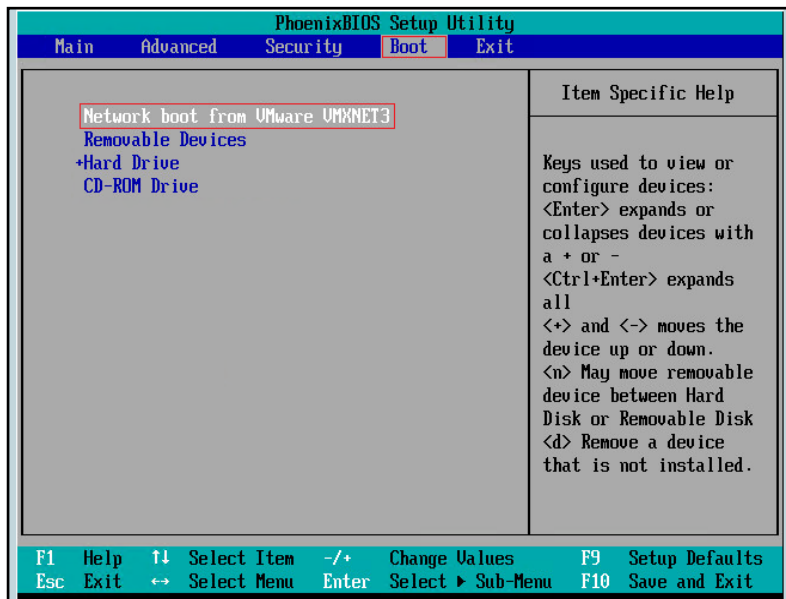 PhoenixBIOS Setup Utility
Main Advanced Security Boot Exit
Network boot from VMware VMXNET3
Removable Devices
+Hard Drive
CD-ROM Drive
Item Specific Help
Keys used to view or
configure devices:
<Enter> expands or
collapses devices with
a + or -
<Ctrl+Enter> expands
all
<+> and <-> moves the
device up or down.
<n> May move removable
device between Hard
Disk or Removable Disk
<d> Remove a device
that is not installed.
F1 Help ↑↓ Select Item -/+ Change Values F9 Setup Defaults
Esc Exit ↔ Select Menu Enter Select ▶ Sub-Menu F10 Save and Exit